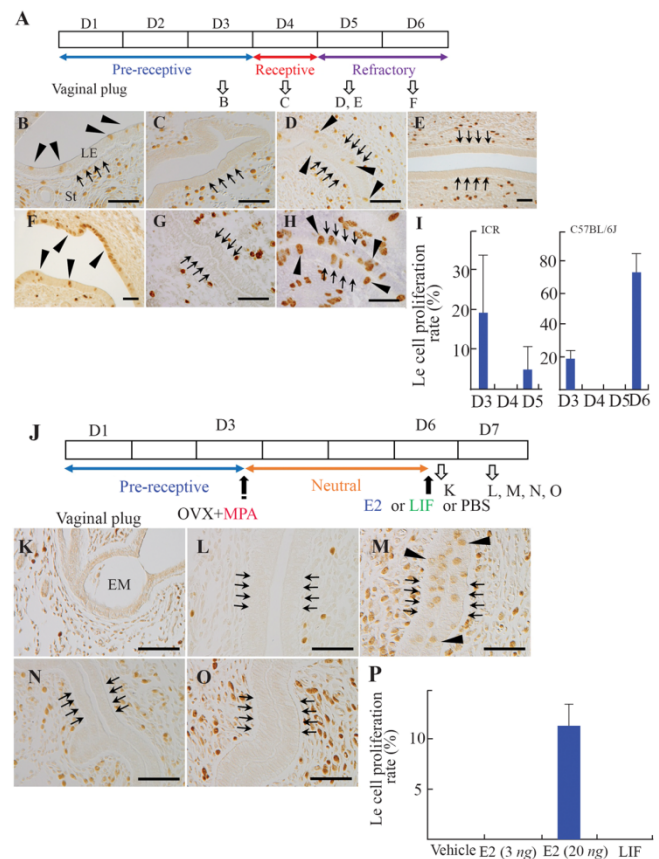 A
D1 D2 D3 D4 D5 D6
Pre-receptive Receptive Refractory
Vaginal plug
B C D, E F
B C D E
LE
St
F G H I
ICR C57BL/6J
Le cell proliferation
rate (%)
30
20
10
80
60
40
20
D3 D4 D5 D3 D4 D5 D6
J
D1 D3 D6 D7
Pre-receptive Neutral
K
L, M, N, O
E2 or LIF or PBS
OVX+MPA
Vaginal plug
K L M
EM
N O P
Le cell proliferation
rate (%)
10
5
Vehicle E2 (3 ng) E2 (20 ng) LIF